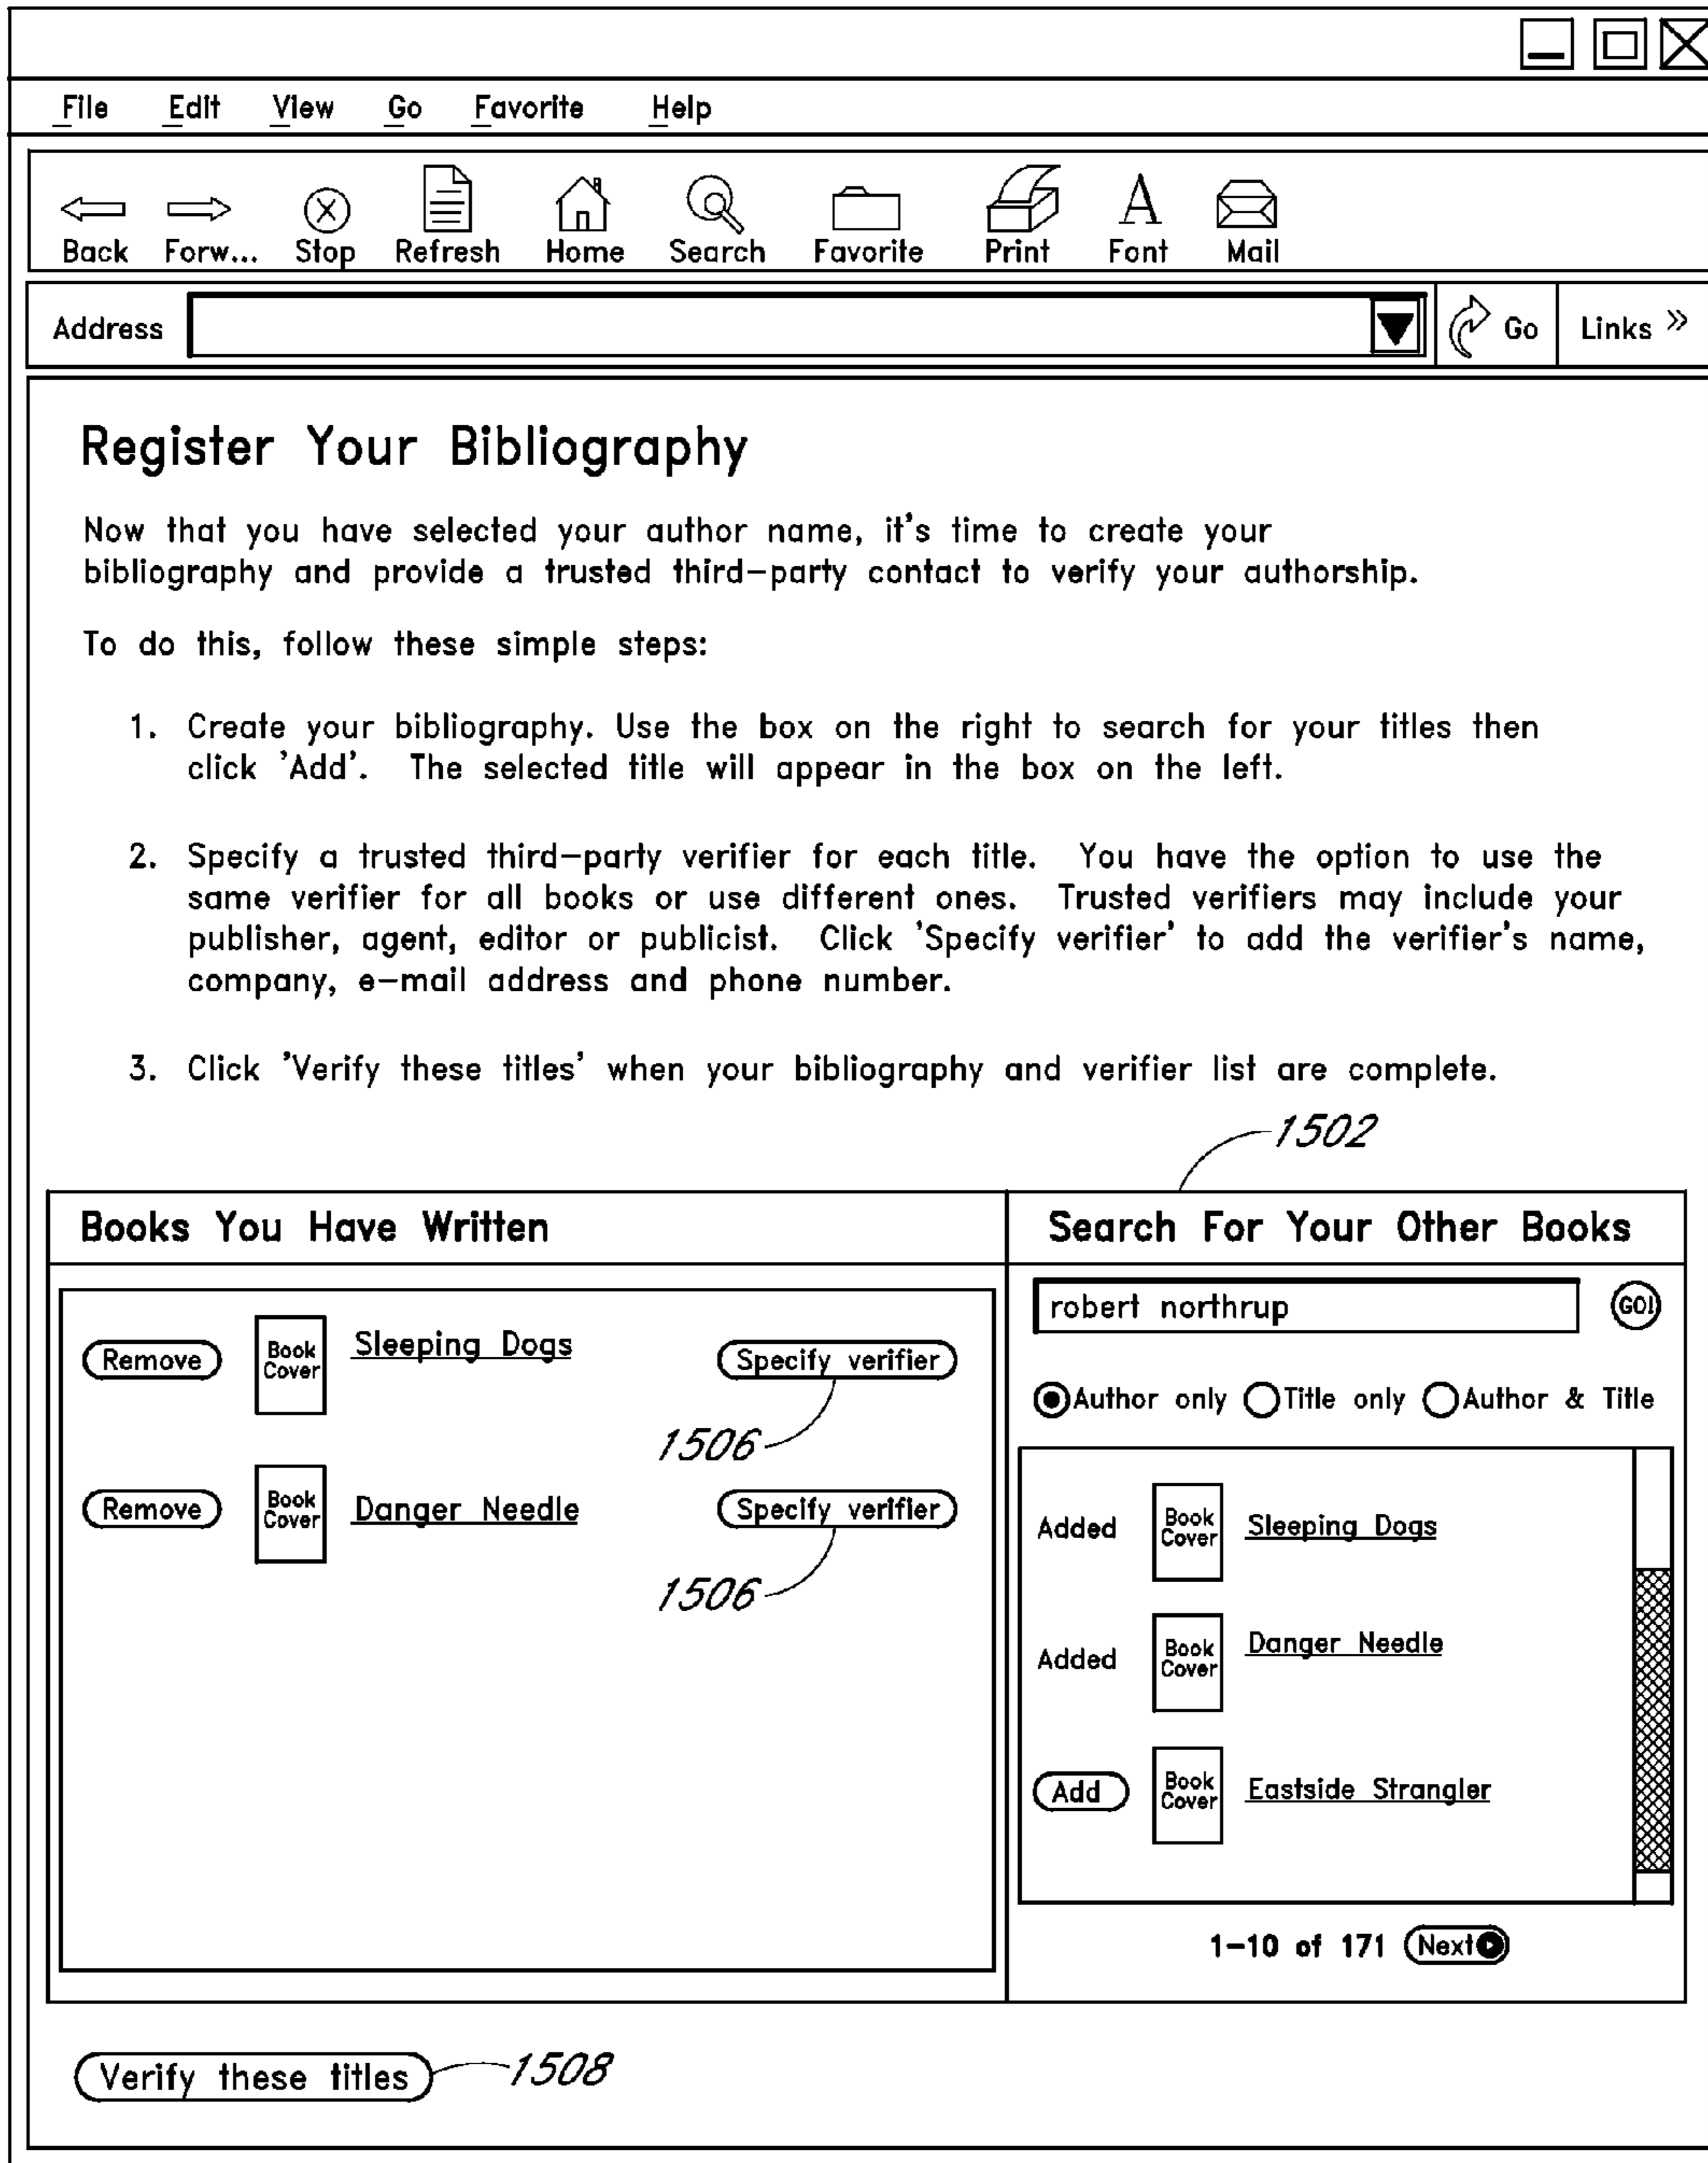 File Edit View Go Favorite Help
Back Forw... Stop Refresh Home Search Favorite Print Font Mail
Address Go Links »
Register Your Bibliography
Now that you have selected your author name, it's time to create your
bibliography and provide a trusted third-party contact to verify your authorship.
To do this, follow these simple steps:
1. Create your bibliography. Use the box on the right to search for your titles then
click 'Add'. The selected title will appear in the box on the left.
2. Specify a trusted third-party verifier for each title. You have the option to use the
same verifier for all books or use different ones. Trusted verifiers may include your
publisher, agent, editor or publicist. Click 'Specify verifier' to add the verifier's name,
company, e-mail address and phone number.
3. Click 'Verify these titles' when your bibliography and verifier list are complete.
1502
Books You Have Written
Remove Book Cover Sleeping Dogs Specify verifier
1506
Remove Book Cover Danger Needle Specify verifier
1506
Search For Your Other Books
robert northrup GO!
Author only Title only Author & Title
Added Book Cover Sleeping Dogs
Added Book Cover Danger Needle
Add Book Cover Eastside Strangler
1-10 of 171 Next
Verify these titles 1508